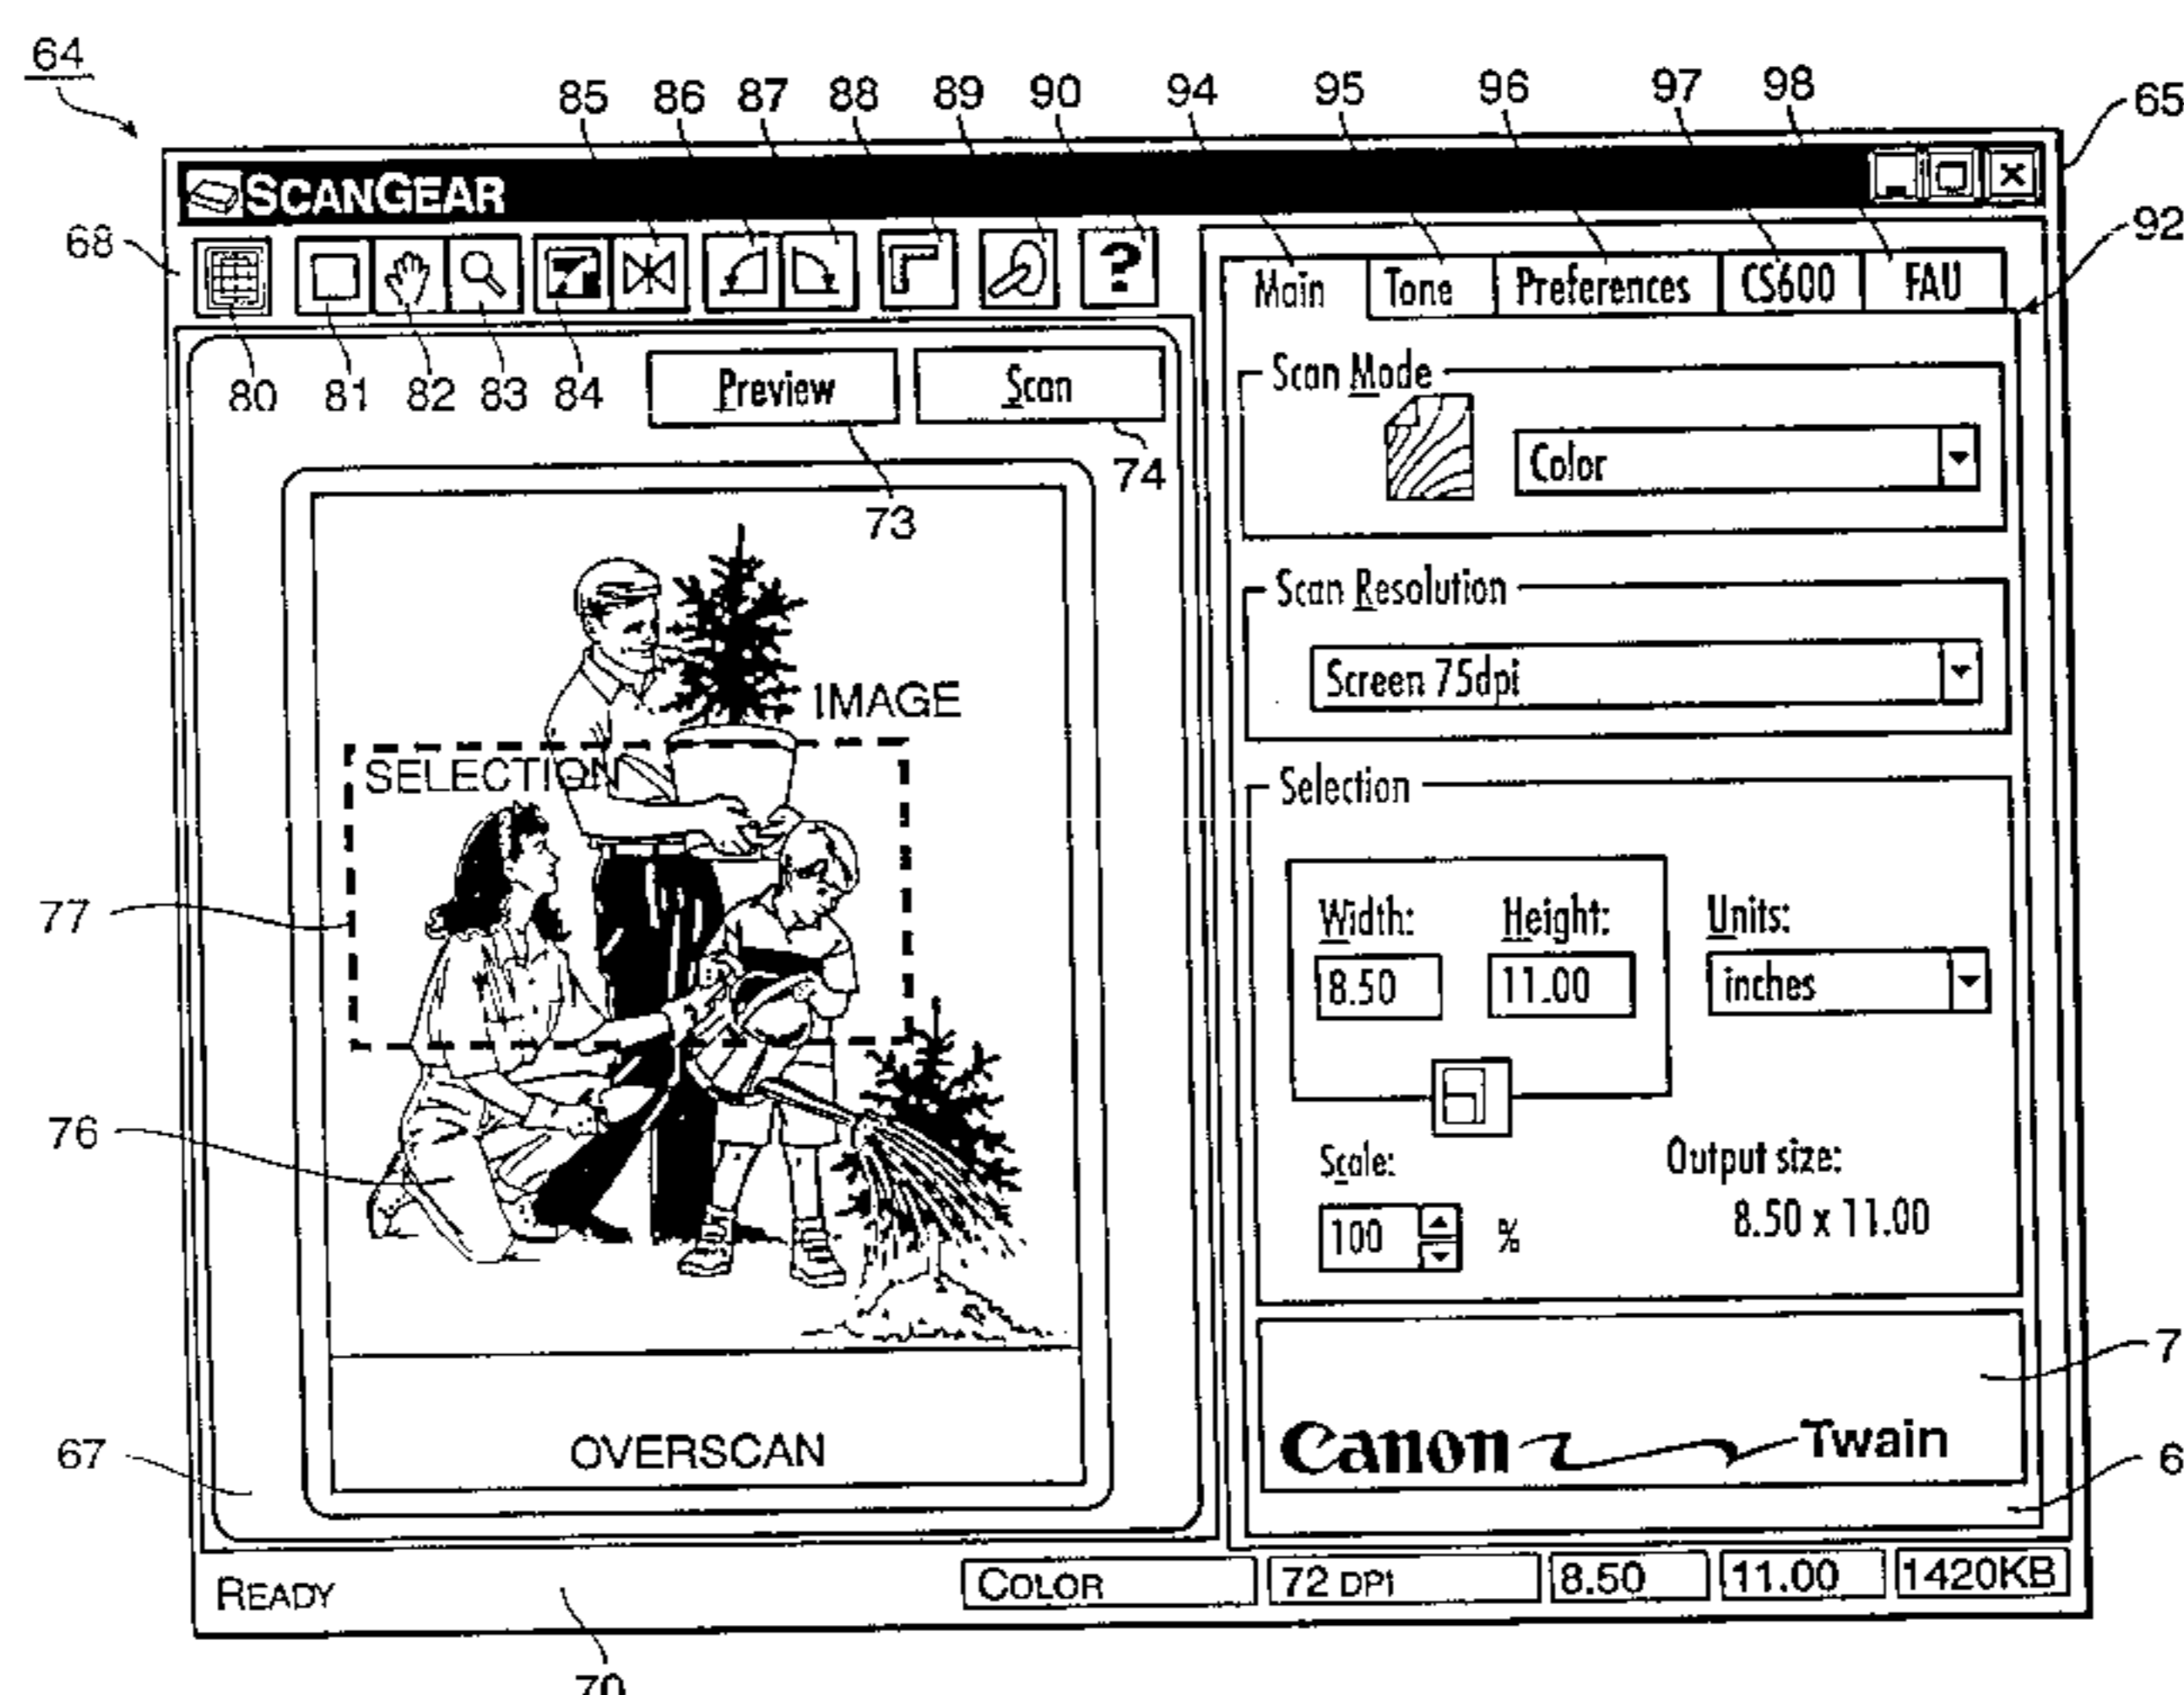 64
85 86 87 88 89 90 94 95 96 97 98
65
SCANGEAR
68
92
?
Main Tone Preferences CS600 FAU
80 81 82 83 84
Preview Scan
73
74
Scan Mode
Color
Scan Resolution
Screen 75dpi
IMAGE
SELECTION
Selection
77
Width: Height: Units:
8.50 11.00 inches
76
Scale: Output size:
100 % 8.50 x 11.00
7
OVERSCAN
Canon Twain
67
6
READY COLOR 72 DPI 8.50 11.00 1420KB
70